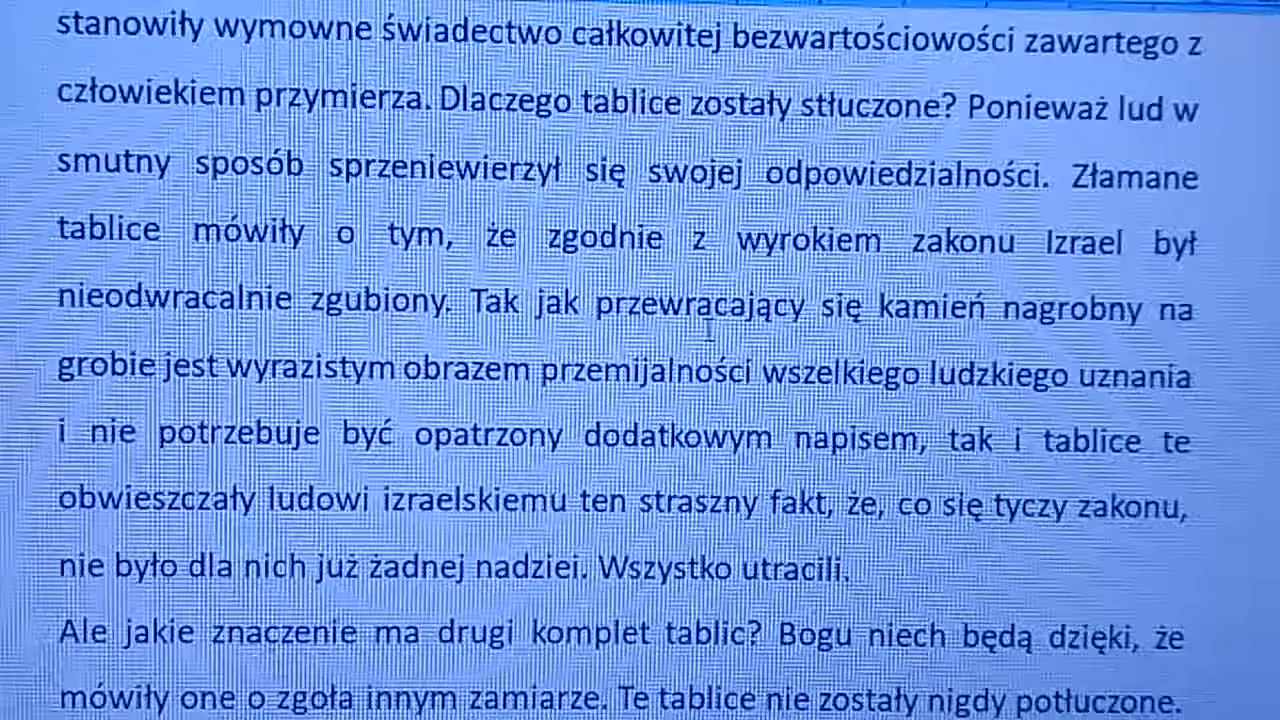 stanowiły wymowne świadectwo całkowitej bezwartościowości zawartego z
człowiekiem przymierza. Dlaczego tablice zostały stłuczone? Ponieważ lud w
smutny sposób sprzeniewierzył się swojej odpowiedzialności. Złamane
tablice mówiły o tym, że zgodnie z wyrokiem zakonu Izrael był
nieodwracalnie zgubiony. Tak jak przewracający się kamień nagrobny na
grobie jest wyrazistym obrazem przemijalności wszelkiego ludzkiego uznania
i nie potrzebuje być opatrzony dodatkowym napisem, tak i tablice te
obwieszczały ludowi izraelskiemu ten straszny fakt, że, co się tyczy zakonu,
nie było dla nich już żadnej nadziei. Wszystko utracili.
Ale jakie znaczenie ma drugi komplet tablic? Bogu niech będą dzięki, że
mówiły one o zgoła innym zamiarze. Te tablice nie zostały nigdy potłuczone.